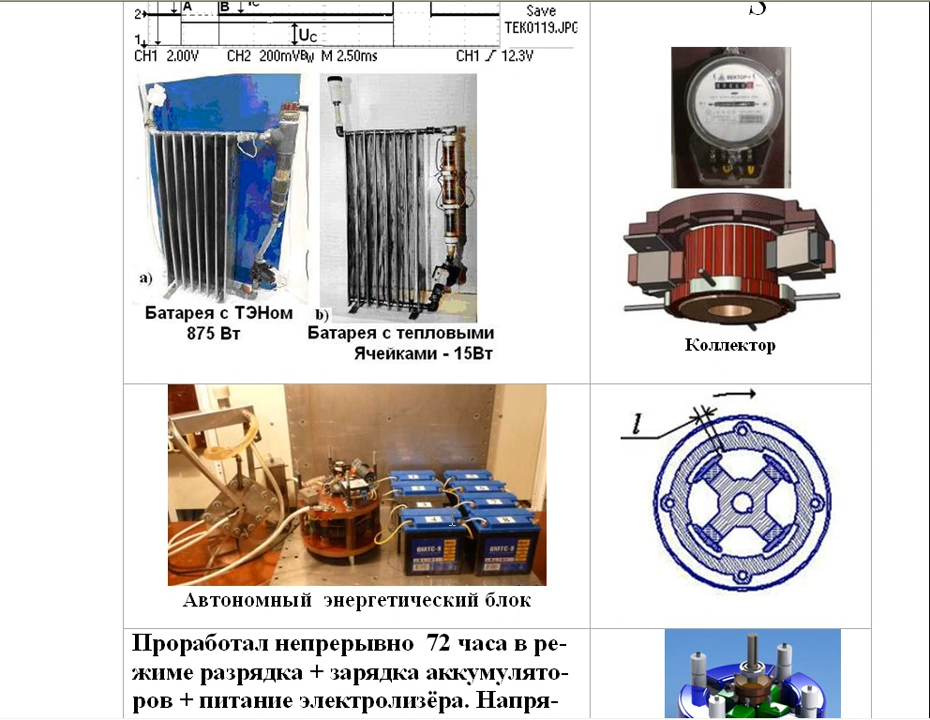 2
A B Ic
1
Uc
Save
TEK0119.JPG
CH1 2.00V CH2 200mVBw M 2.50ms CH1 / 12.3V
ВЕКТОР-1
а)
Батарея с ТЭНом
875 Вт
b)
Батарея с тепловыми
Ячейками - 15Вт
Коллектор
l
6МТС-9
6МТС-9
Автономный энергетический блок
Проработал непрерывно 72 часа в ре-
жиме разрядка + зарядка аккумулято-
ров + питание электролизёра. Напря-